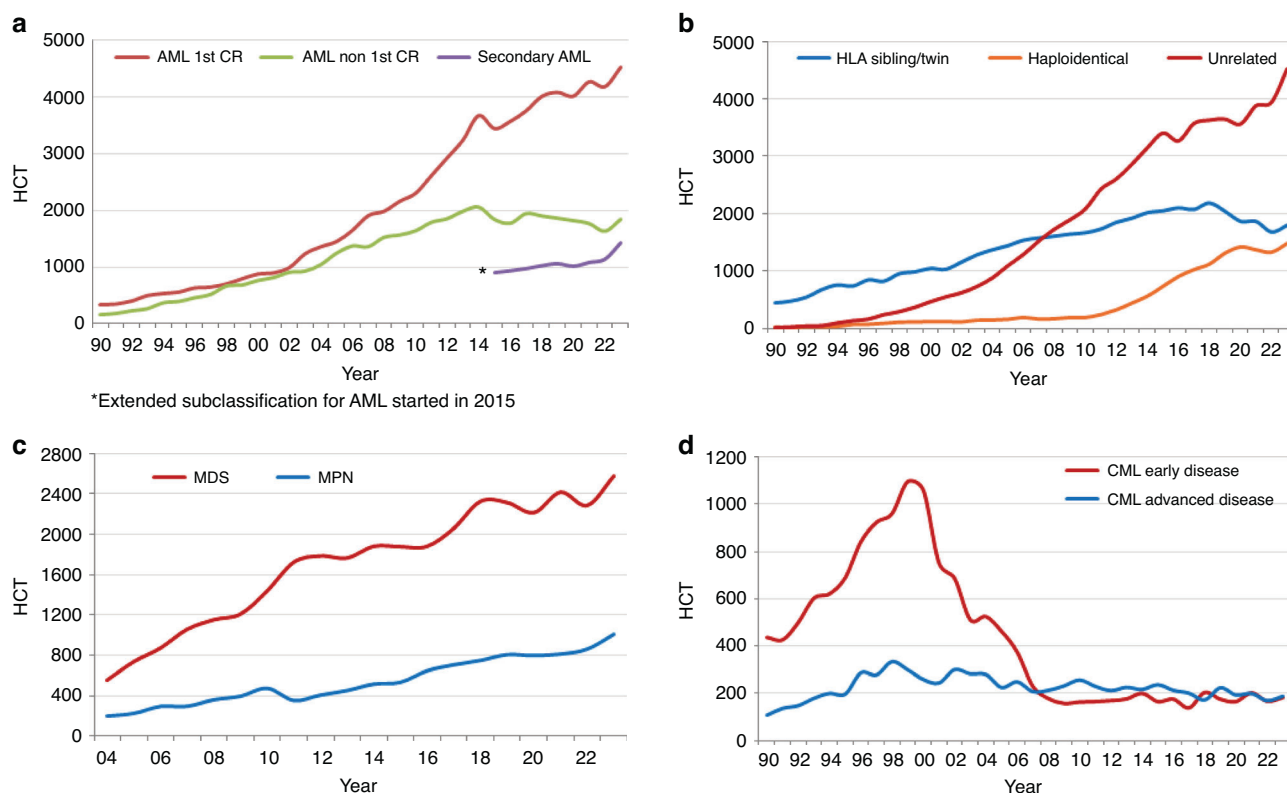 a
5000
AML 1st CR AML non 1st CR Secondary AML
4000
3000
HCT
2000
1000
*
0
90 92 94 96 98 00 02 04 06 08 10 12 14 16 18 20 22
Year
*Extended subclassification for AML started in 2015
b
5000
HLA sibling/twin Haploidentical Unrelated
4000
3000
HCT
2000
1000
0
90 92 94 96 98 00 02 04 06 08 10 12 14 16 18 20 22
Year
c
2800
MDS MPN
2400
2000
1600
HCT
1200
800
400
0
04 06 08 10 12 14 16 18 20 22
Year
d
1200
CML early disease
CML advanced disease
1000
800
600
HCT
400
200
0
90 92 94 96 98 00 02 04 06 08 10 12 14 16 18 20 22
Year